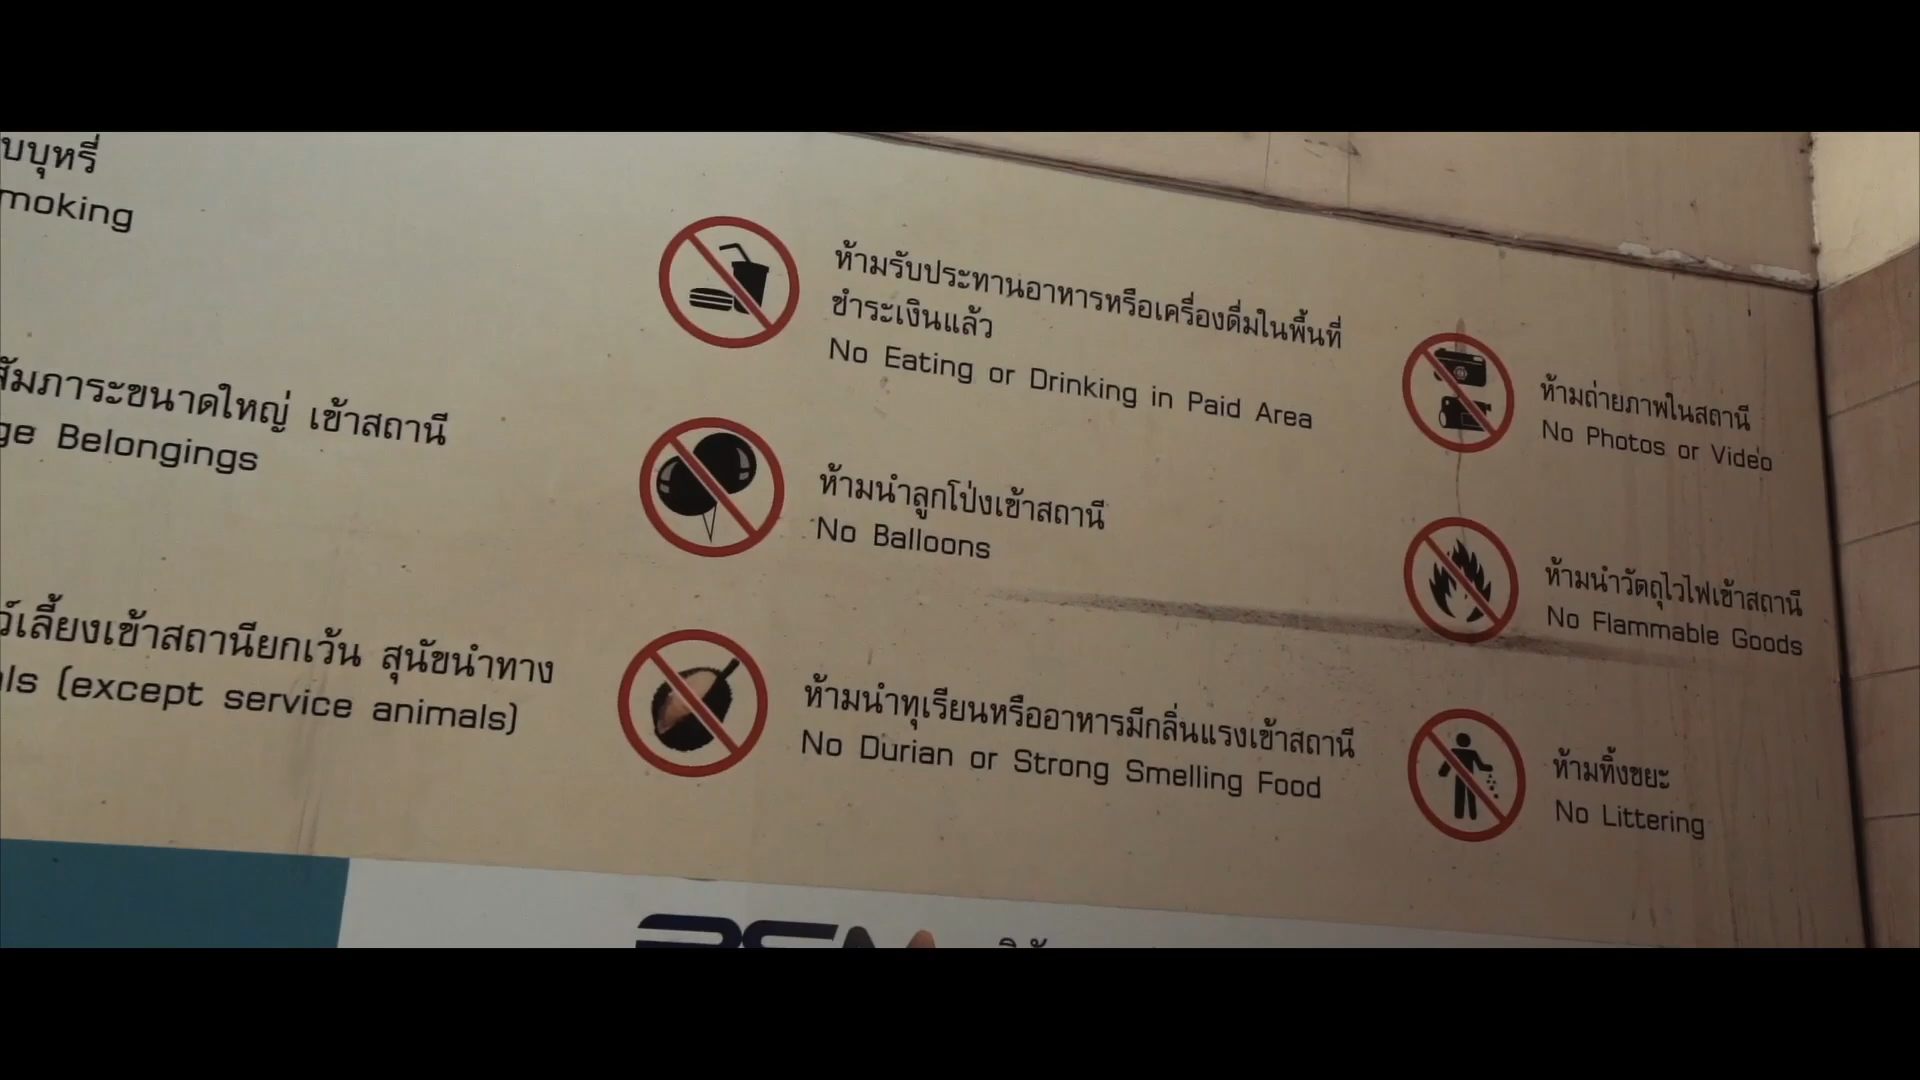 บบุหรี่
moking
สัมภาระขนาดใหญ่ เข้าสถานี
ge Belongings
ว์เลี้ยงเข้าสถานียกเว้น สุนัขนำทาง
als (except service animals)
ห้ามรับประทานอาหารหรือเครื่องดื่มในพื้นที่
ชำระเงินแล้ว
No Eating or Drinking in Paid Area
ห้ามนำลูกโป่งเข้าสถานี
No Balloons
ห้ามนำทุเรียนหรืออาหารมีกลิ่นแรงเข้าสถานี
No Durian or Strong Smelling Food
ห้ามถ่ายภาพในสถานี
No Photos or Video
ห้ามนำวัตถุไวไฟเข้าสถานี
No Flammable Goods
ห้ามทิ้งขยะ
No Littering